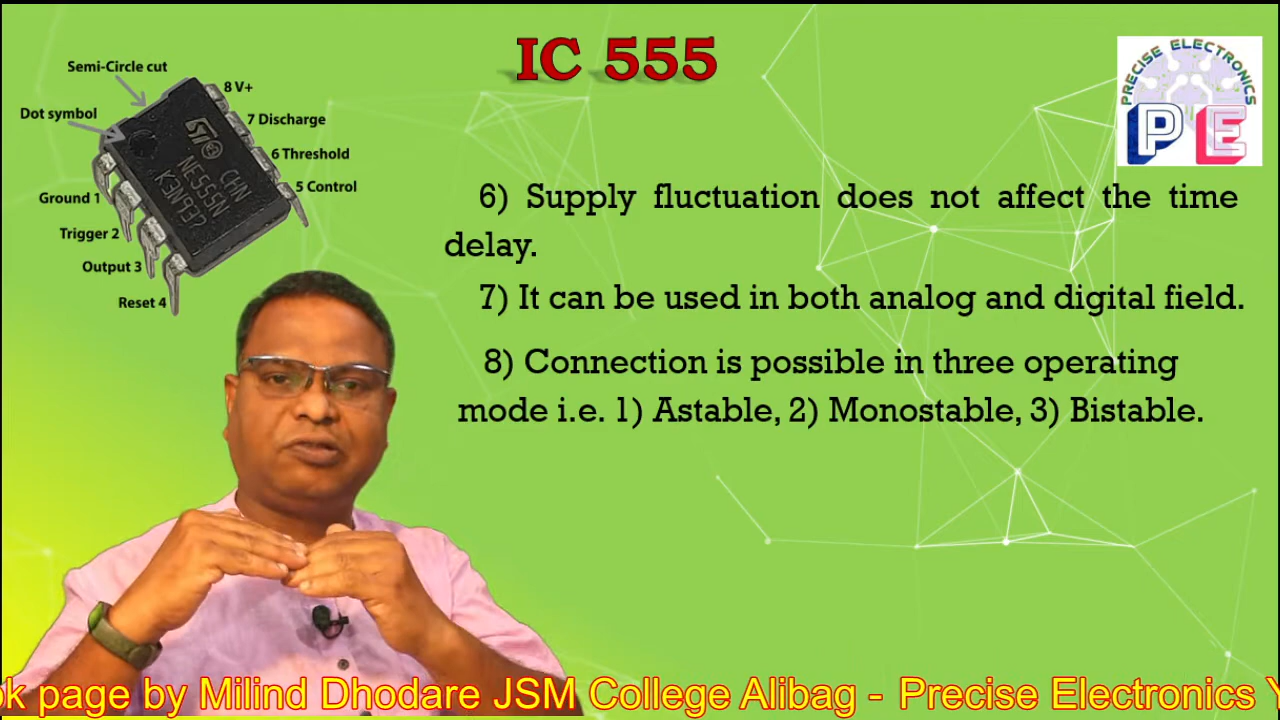 IC 555
PRECISE ELECTRONICS
PE
Semi-Circle cut
Dot symbol
8 V+
7 Discharge
6 Threshold
5 Control
Ground 1
Trigger 2
Output 3
Reset 4
CHN
NE555N
K3N937
6) Supply fluctuation does not affect the time
delay.
7) It can be used in both analog and digital field.
8) Connection is possible in three operating
mode i.e. 1) Astable, 2) Monostable, 3) Bistable.
page by Milind Dhodare JSM College Alibag - Precise Electronics